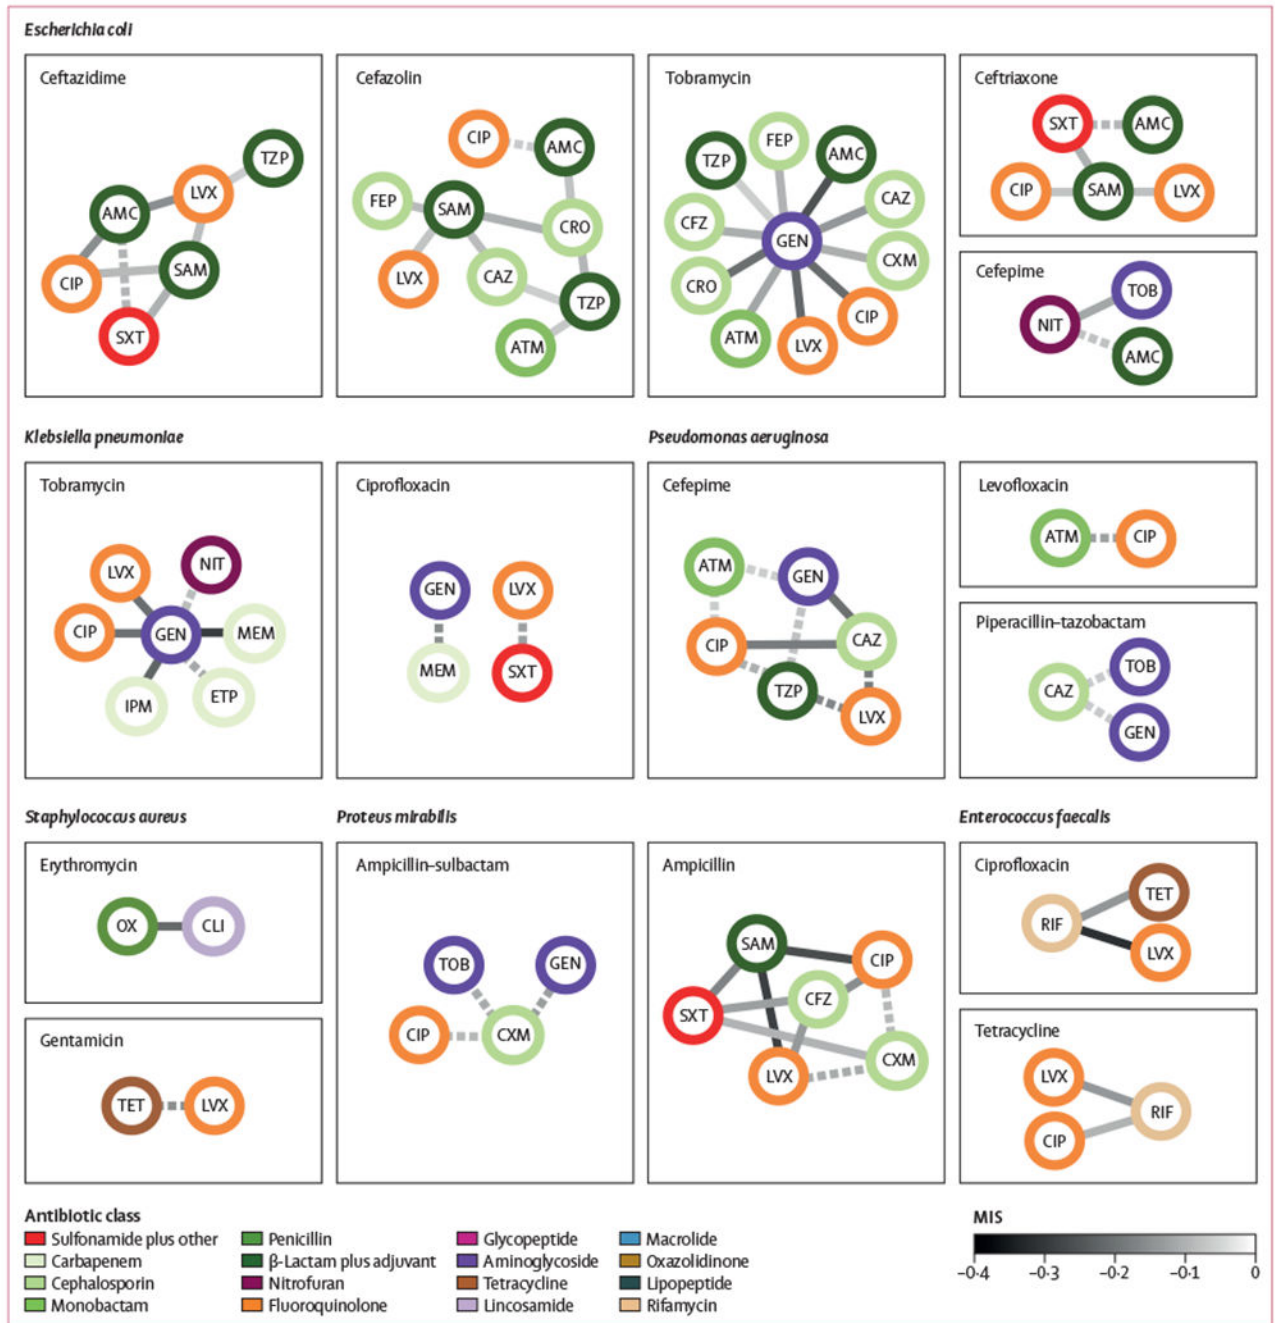 Escherichia coli
Ceftazidime
TZP
LVX
AMC
SAM
CIP
SXT
Cefazolin
CIP
AMC
FEP
SAM
CRO
LVX
CAZ
TZP
ATM
Tobramycin
FEP
TZP
AMC
CAZ
CFZ
GEN
CXM
CRO
CIP
ATM
LVX
Ceftriaxone
SXT
AMC
CIP
SAM
LVX
Cefepime
TOB
NIT
AMC
Klebsiella pneumoniae
Tobramycin
LVX
NIT
CIP
GEN
MEM
IPM
ETP
Ciprofloxacin
GEN
LVX
MEM
SXT
Pseudomonas aeruginosa
Cefepime
ATM
GEN
CIP
CAZ
TZP
LVX
Levofloxacin
ATM
CIP
Piperacillin–tazobactam
TOB
CAZ
GEN
Staphylococcus aureus
Erythromycin
OX
CLI
Gentamicin
TET
LVX
Proteus mirabilis
Ampicillin–sulbactam
TOB
GEN
CIP
CXM
Ampicillin
SAM
CIP
CFZ
SXT
CXM
LVX
Enterococcus faecalis
Ciprofloxacin
TET
RIF
LVX
Tetracycline
LVX
RIF
CIP
Antibiotic class
Sulfonamide plus other
Carbapenem
Cephalosporin
Monobactam
Penicillin
β-Lactam plus adjuvant
Nitrofuran
Fluoroquinolone
Glycopeptide
Aminoglycoside
Tetracycline
Lincosamide
Macrolide
Oxazolidinone
Lipopeptide
Rifamycin
MIS
–0·4 –0·3 –0·2 –0·1 0